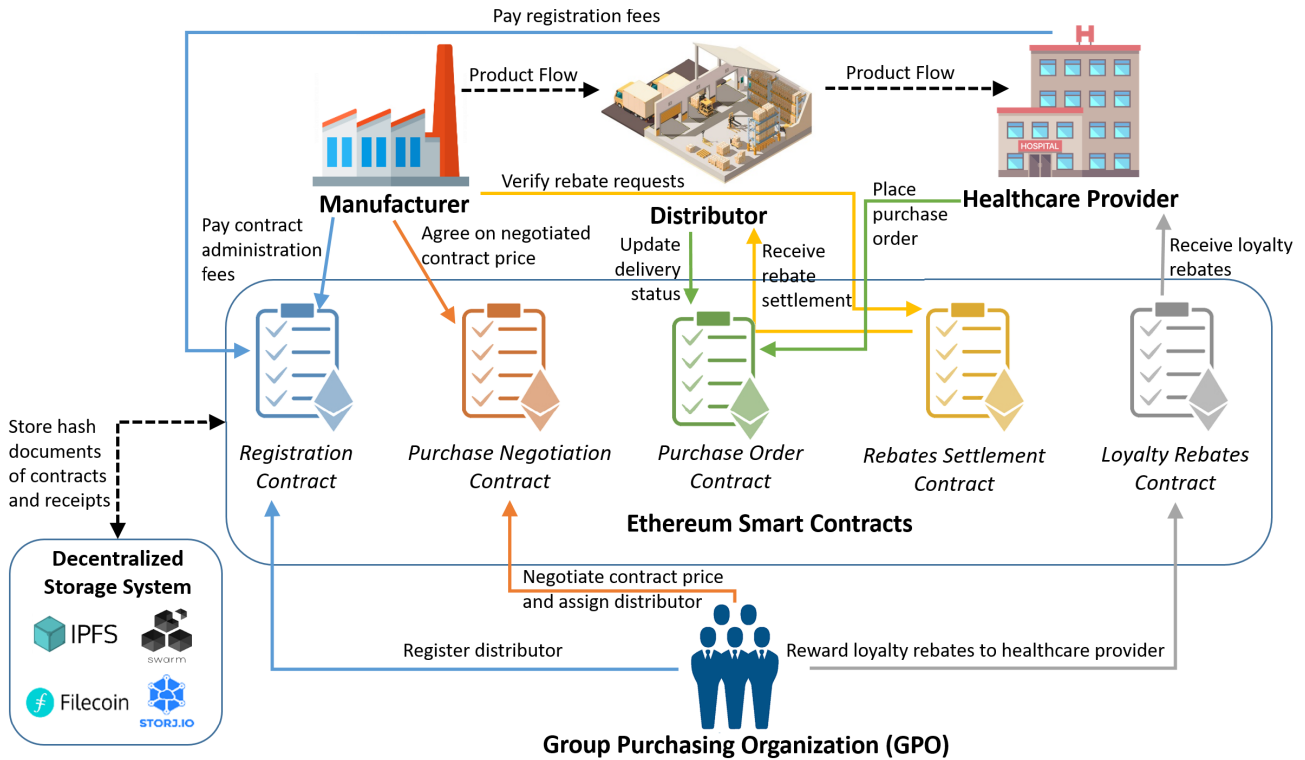 Pay registration fees
Product Flow
Product Flow
H
HOSPITAL
Manufacturer
Verify rebate requests
Distributor
Place
purchase
order
Healthcare Provider
Pay contract
administration
fees
Agree on negotiated
contract price
Update
delivery
status
Receive
rebate
settlement
Receive loyalty
rebates
Registration
Contract
Purchase Negotiation
Contract
Purchase Order
Contract
Rebates Settlement
Contract
Loyalty Rebates
Contract
Ethereum Smart Contracts
Store hash
documents
of contracts
and receipts
Decentralized
Storage System
IPFS
swarm
Filecoin
STORJ.IO
Negotiate contract price
and assign distributor
Register distributor
Reward loyalty rebates to healthcare provider
Group Purchasing Organization (GPO)